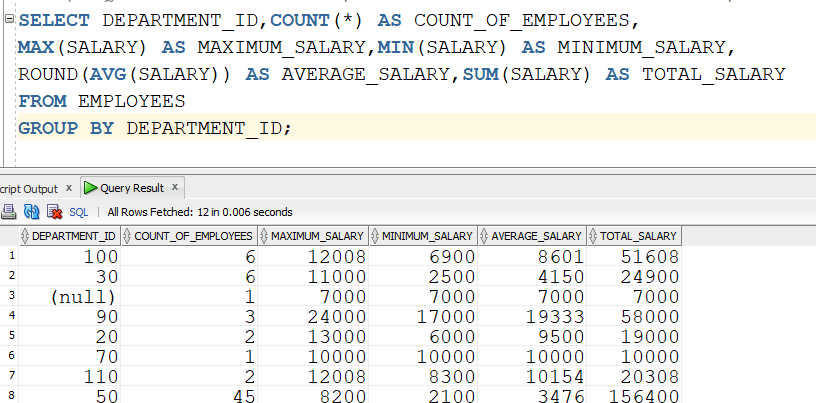 SELECT DEPARTMENT_ID,COUNT(*) AS COUNT_OF_EMPLOYEES,
MAX(SALARY) AS MAXIMUM_SALARY,MIN(SALARY) AS MINIMUM_SALARY,
ROUND(AVG(SALARY)) AS AVERAGE_SALARY,SUM(SALARY) AS TOTAL_SALARY
FROM EMPLOYEES
GROUP BY DEPARTMENT_ID;
cript Output x Query Result x
SQL | All Rows Fetched: 12 in 0.006 seconds
DEPARTMENT_ID COUNT_OF_EMPLOYEES MAXIMUM_SALARY MINIMUM_SALARY AVERAGE_SALARY TOTAL_SALARY
1 100 6 12008 6900 8601 51608
2 30 6 11000 2500 4150 24900
3 (null) 1 7000 7000 7000 7000
4 90 3 24000 17000 19333 58000
5 20 2 13000 6000 9500 19000
6 70 1 10000 10000 10000 10000
7 110 2 12008 8300 10154 20308
8 50 45 8200 2100 3476 156400